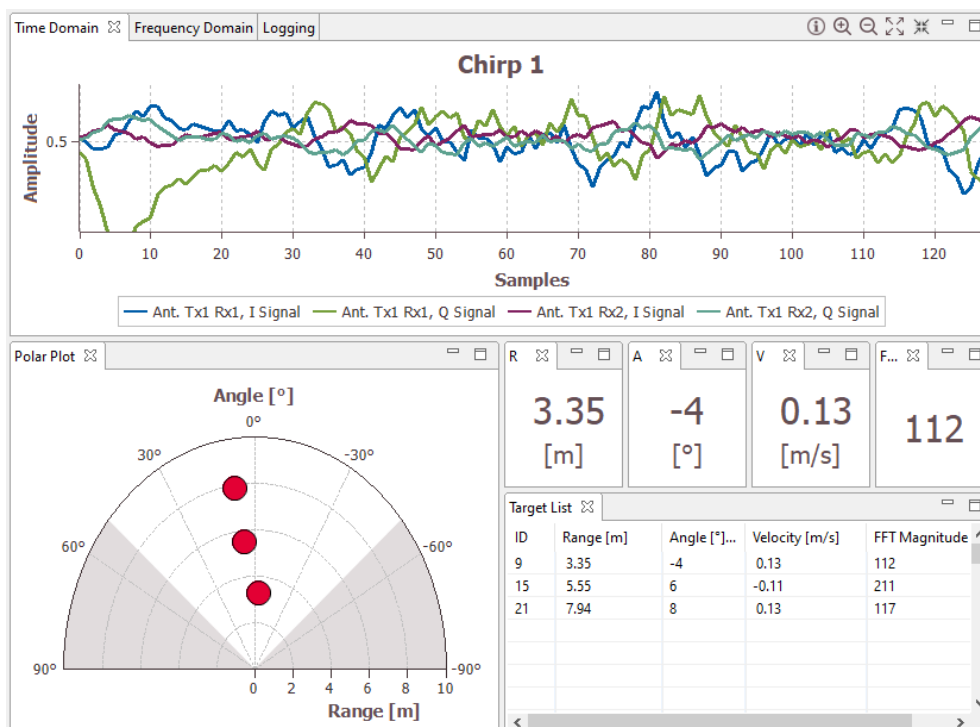 Time Domain Frequency Domain Logging
Chirp 1
Amplitude
0.5
0 10 20 30 40 50 60 70 80 90 100 110 120
Samples
Ant. Tx1 Rx1, I Signal Ant. Tx1 Rx1, Q Signal Ant. Tx1 Rx2, I Signal Ant. Tx1 Rx2, Q Signal
Polar Plot
Angle [°]
0°
30° -30°
60° -60°
90° -90°
0 2 4 6 8 10
Range [m]
R A V F...
3.35 -4 0.13 112
[m] [°] [m/s]
Target List
ID Range [m] Angle [°]... Velocity [m/s] FFT Magnitude
9 3.35 -4 0.13 112
15 5.55 6 -0.11 211
21 7.94 8 0.13 117